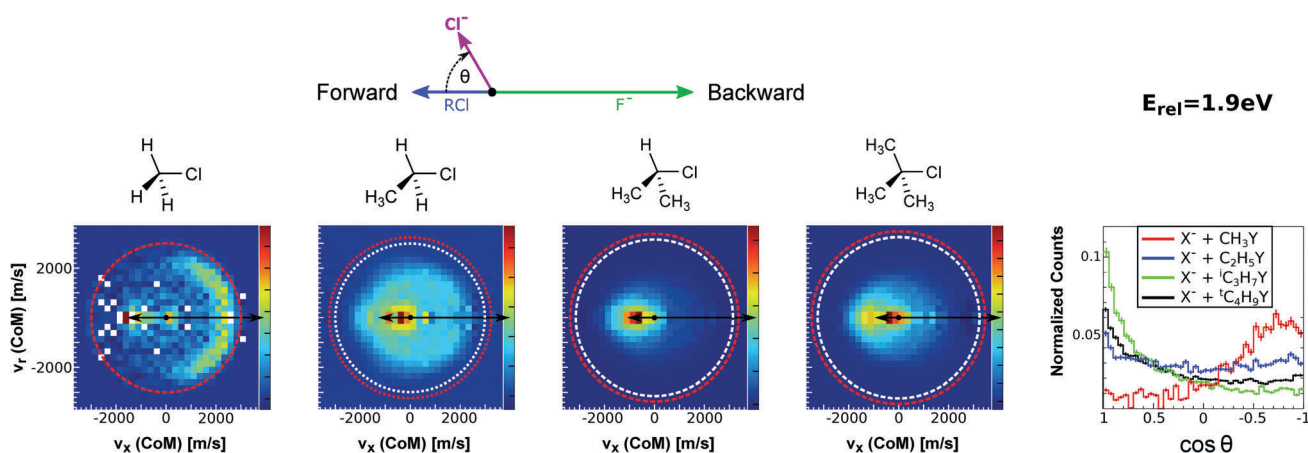 Cl⁻
θ
Forward
RCl
F⁻
Backward
E_rel=1.9eV
H
H
H
Cl
H
H₃C
H
Cl
H
H₃C
CH₃
Cl
H₃C
H₃C
CH₃
Cl
v_r (CoM) [m/s]
2000
0
-2000
-2000 0 2000
-2000 0 2000
-2000 0 2000
-2000 0 2000
v_x (CoM) [m/s]
v_x (CoM) [m/s]
v_x (CoM) [m/s]
v_x (CoM) [m/s]
Normalized Counts
0.1
0.05
X⁻ + CH₃Y
X⁻ + C₂H₅Y
X⁻ + ⁱC₃H₇Y
X⁻ + ᵗC₄H₉Y
1 0.5 0 -0.5 -1
cos θ